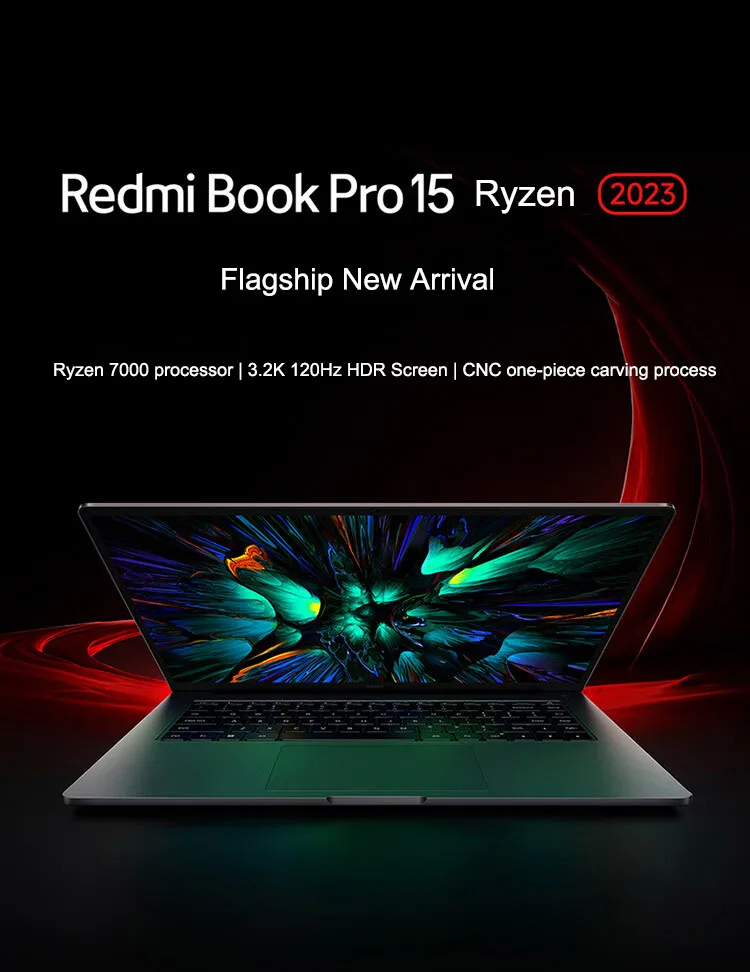 Redmi Book Pro 15 Ryzen 2023
Flagship New Arrival
Ryzen 7000 processor | 3.2K 120Hz HDR Screen | CNC one-piece carving process